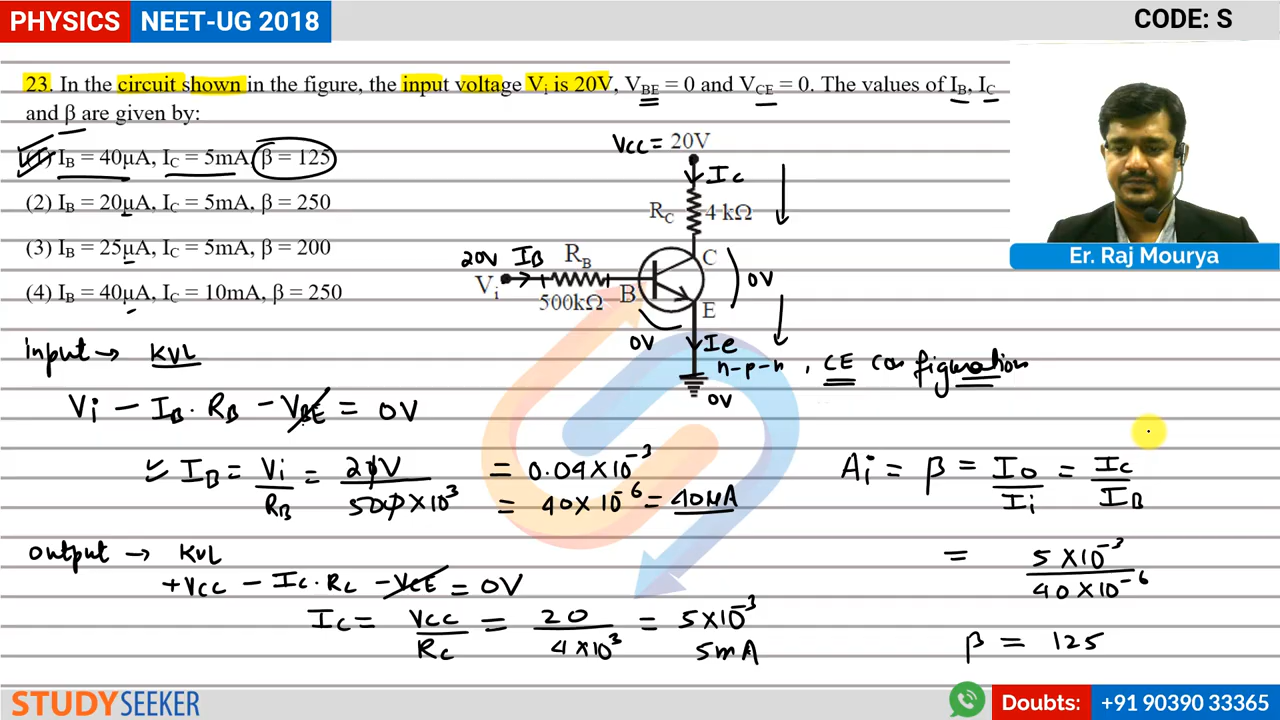 PHYSICS NEET-UG 2018
CODE: S
23. In the circuit shown in the figure, the input voltage Vi is 20V, VBE = 0 and VCE = 0. The values of IB, IC
and β are given by:
(1) IB = 40μA, IC = 5mA, β = 125
(2) IB = 20μA, IC = 5mA, β = 250
(3) IB = 25μA, IC = 5mA, β = 200
(4) IB = 40μA, IC = 10mA, β = 250
VCC = 20V
IC
RC 4 kΩ
20V IB RB
Vi
500kΩ
B
C
E
0V
0V
Ie
n-p-n, CE configuration
0V
Er. Raj Mourya
input → KVL
Vi – IB. RB – VBE = 0V
IB = Vi/RB = 20V/500×10³ = 0.04×10⁻³
= 40×10⁻⁶ = 40μA
output → KVL
+VCC – IC. RC – VCE = 0V
IC = VCC/RC = 20/4×10³ = 5×10⁻³
5mA
Ai = β = Io/Ii = IC/IB
= 5×10⁻³/40×10⁻⁶
β = 125
STUDYSEEKER
Doubts: +91 90390 33365